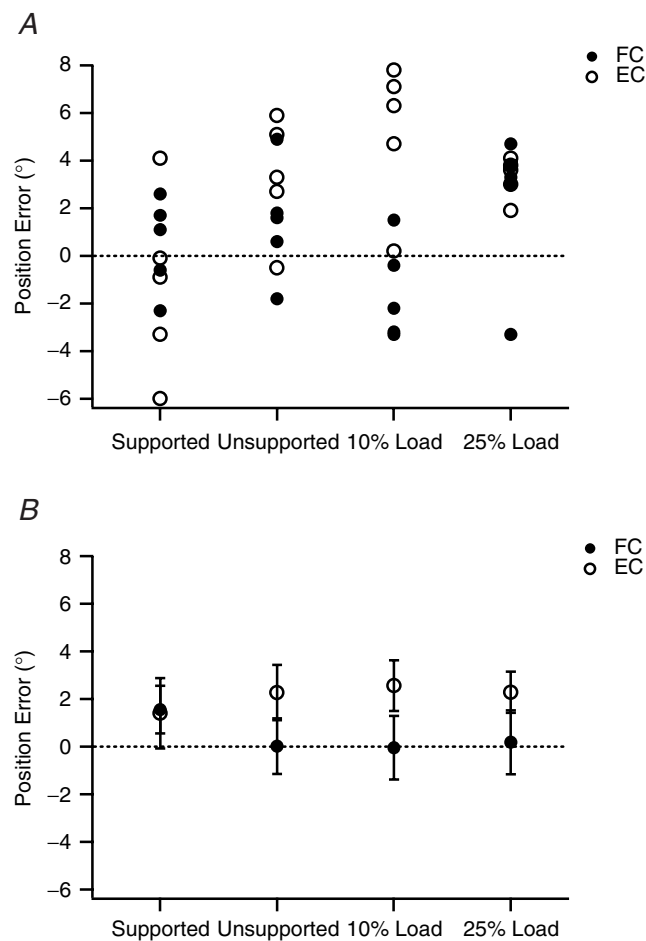 A
FC
EC
Position Error (°)
8
6
4
2
0
–2
–4
–6
Supported Unsupported 10% Load 25% Load
B
FC
EC
Position Error (°)
8
6
4
2
0
–2
–4
–6
Supported Unsupported 10% Load 25% Load